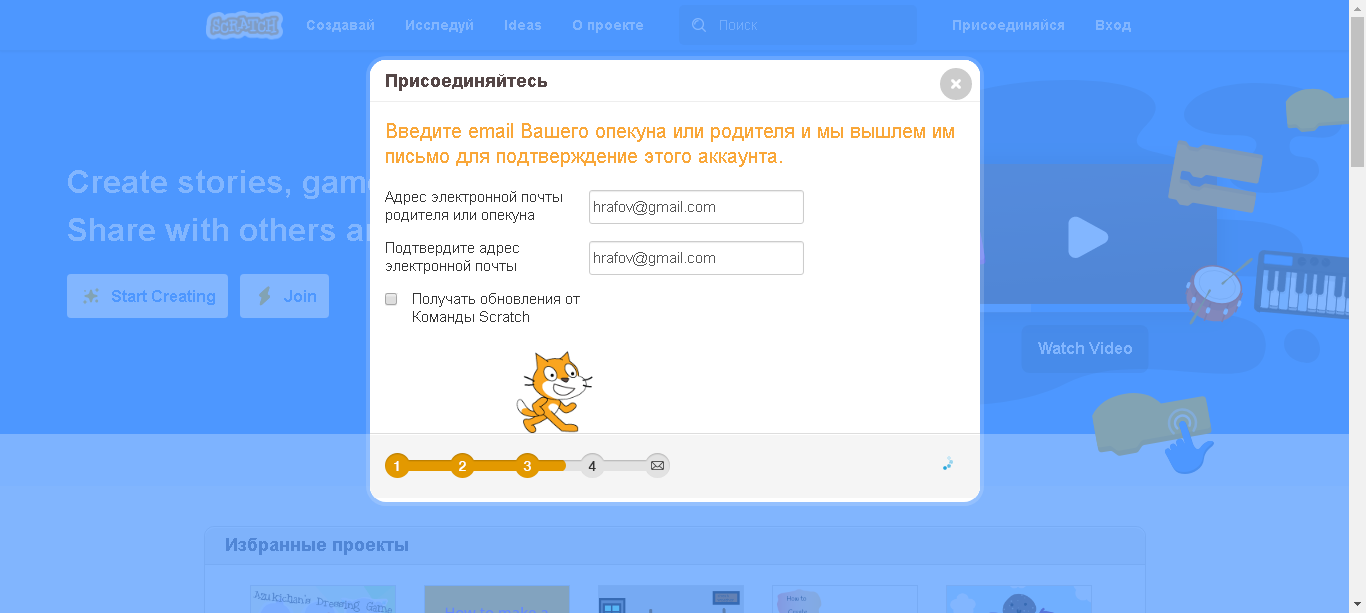 SCRATCH Создавай Исследуй Ideas О проекте Поиск Присоединяйся Вход
Присоединяйтесь
Введите email Вашего опекуна или родителя и мы вышлем им
письмо для подтверждение этого аккаунта.
Адрес электронной почты
родителя или опекуна
hrafov@gmail.com
Подтвердите адрес
электронной почты
hrafov@gmail.com
Получать обновления от
Команды Scratch
1 2 3 4
Create stories, gam
Share with others a
Start Creating Join
Watch Video
Избранные проекты
Azukichan's Dressing Game
How to make a
How to
Create